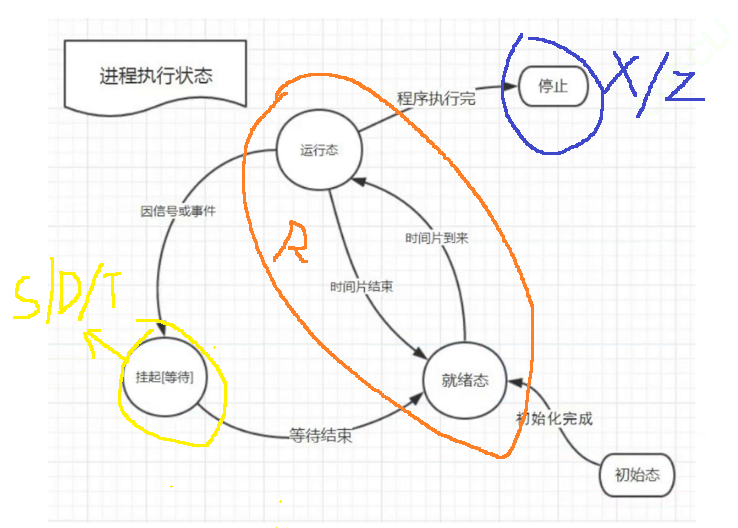 进程执行状态
停止
X/Z
程序执行完
运行态
因信号或事件
R
时间片到来
时间片结束
S/D/T
挂起[等待]
就绪态
等待结束
初始化完成
初始态